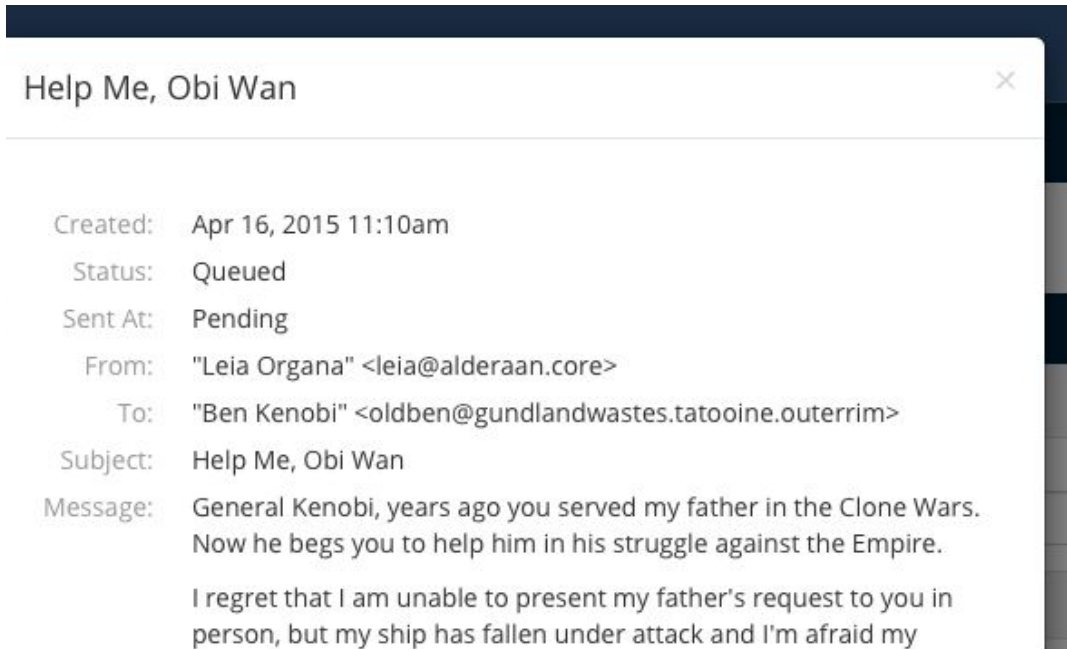 Help Me, Obi Wan
×
Created: Apr 16, 2015 11:10am
Status: Queued
Sent At: Pending
From: "Leia Organa" <leia@alderaan.core>
To: "Ben Kenobi" <oldben@gundlandwastes.tatooine.outerrim>
Subject: Help Me, Obi Wan
Message: General Kenobi, years ago you served my father in the Clone Wars.
Now he begs you to help him in his struggle against the Empire.
I regret that I am unable to present my father's request to you in
person, but my ship has fallen under attack and I'm afraid my